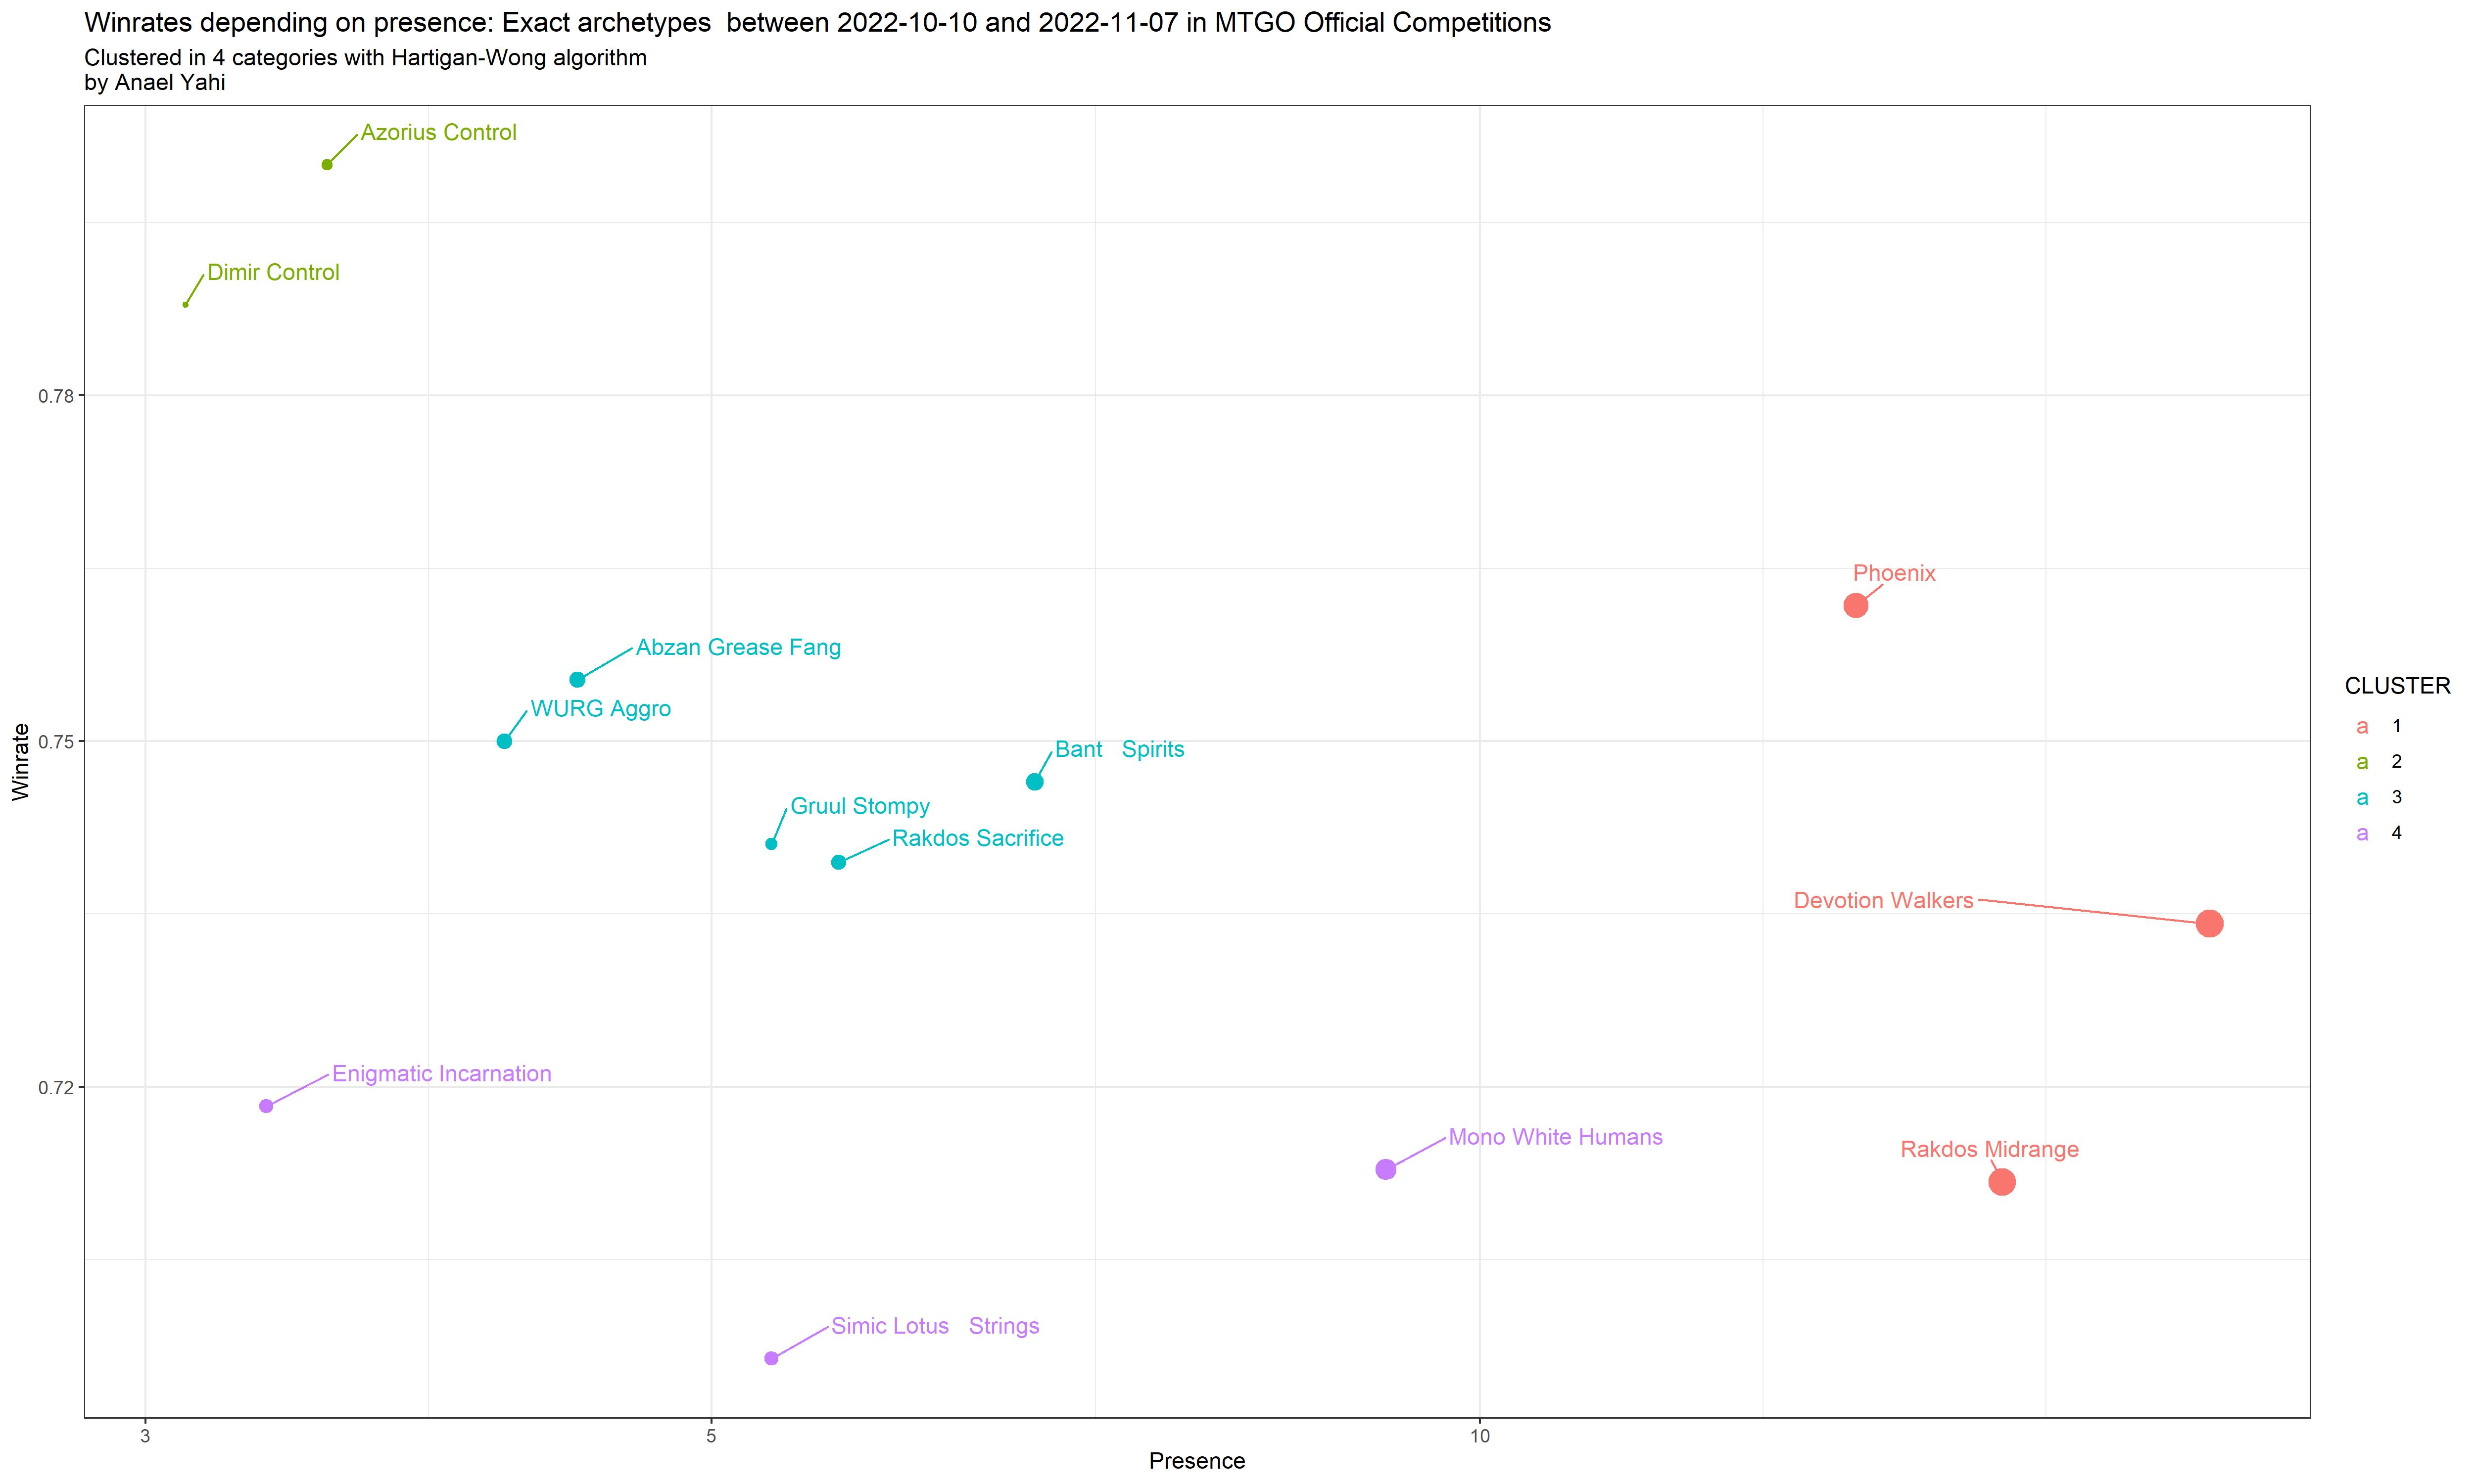 Winrates depending on presence: Exact archetypes  between 2022-10-10 and 2022-11-07 in MTGO Official Competitions
Clustered in 4 categories with Hartigan-Wong algorithm
by Anael Yahi
Azorius Control
Dimir Control
0.78
Phoenix
Abzan Grease Fang
WURG Aggro
0.75
Bant   Spirits
Gruul Stompy
Rakdos Sacrifice
Devotion Walkers
Winrate
0.72
Enigmatic Incarnation
Mono White Humans
Rakdos Midrange
Simic Lotus   Strings
3
5
10
Presence
CLUSTER
a 1
a 2
a 3
a 4